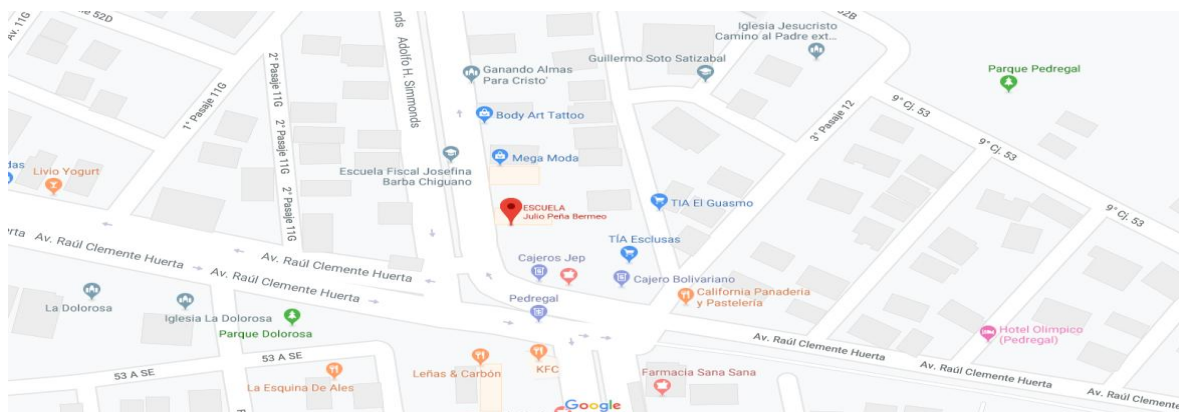 Av. 11G
52D
nds
Adolfo H. Simmonds
Iglesia Jesucristo
Camino al Padre ext...
52B
Ganando Almas
Para Cristo'
Guillermo Soto Satizabal
Parque Pedregal
1° Pasaje 11G
2° Pasaje 11G
2° Pasaje 11G
2° Pasaje 11G
Body Art Tattoo
3° Pasaje 12
9° Cj. 53
9° Cj. 53
9° Cj. 53
Mega Moda
Escuela Fiscal Josefina
Barba Chiguano
das
Livio Yogurt
ESCUELA
Julio Peña Bermeo
TIA El Guasmo
Huerta
Av. Raúl Clemente Huerta
Av. Raúl Clemente Huerta
Av. Raúl Clemente Huerta
TÍA Esclusas
Cajeros Jep
Cajero Bolivariano
California Panaderia
y Pastelería
La Dolorosa
Iglesia La Dolorosa
Parque Dolorosa
Pedregal
Hotel Olimpico
(Pedregal)
Av. Raúl Clemente Huerta
Av. Raúl Clemente Huerta
Av. Raúl Clemente Huerta
53 A SE
53 A SE
La Esquina De Ales
Leñas & Carbón
KFC
Farmacia Sana Sana
Google